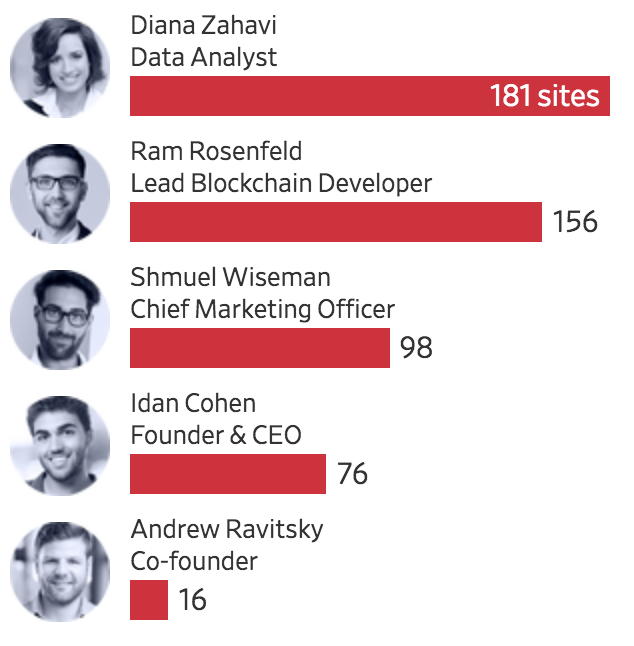 Diana Zahavi
Data Analyst
181 sites
Ram Rosenfeld
Lead Blockchain Developer
156
Shmuel Wiseman
Chief Marketing Officer
98
Idan Cohen
Founder & CEO
76
Andrew Ravitsky
Co-founder
16